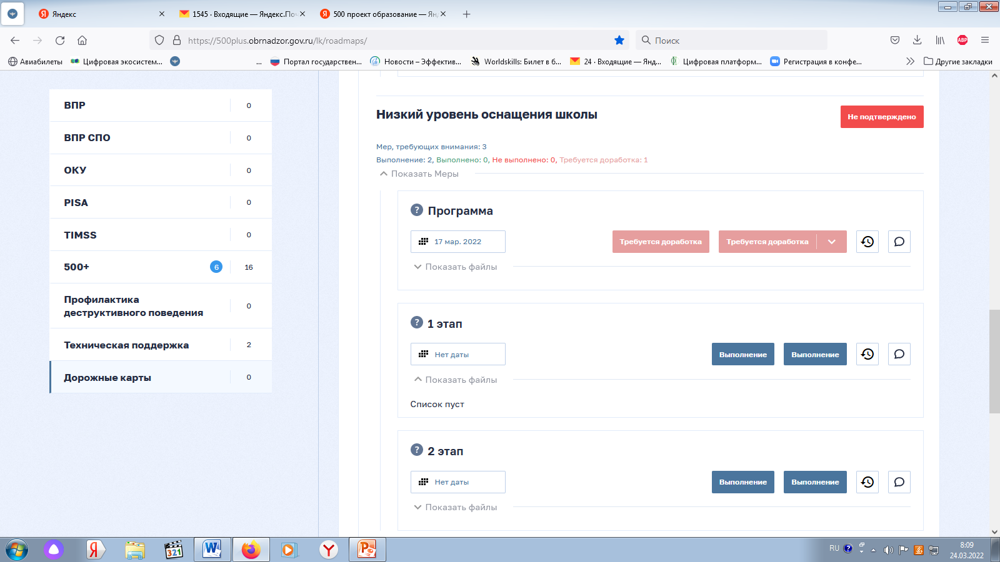 Яндекс
1545 · Входящие — Яндекс.Поч
500 проект образование — Ян
https://500plus.obrnadzor.gov.ru/lk/roadmaps/
Поиск
ABP
Авиабилеты
Цифровая экосистем...
...
Портал государствен...
Новости – Эффектив...
Worldskills: Билет в б...
24 · Входящие — Янд...
Цифровая платформ...
Регистрация в конфе...
Другие закладки
ВПР 0
ВПР СПО 0
ОКУ 0
PISA 0
TIMSS 0
500+ 6 16
Профилактика
деструктивного поведения 0
Техническая поддержка 2
Дорожные карты 0
Низкий уровень оснащения школы
Не подтверждено
Мер, требующих внимания: 3
Выполнение: 2, Выполнено: 0, Не выполнено: 0, Требуется доработка: 1
Показать Меры
? Программа
17 мар. 2022
Требуется доработка
Требуется доработка
Показать файлы
? 1 этап
Нет даты
Выполнение
Выполнение
Показать файлы
Список пуст
? 2 этап
Нет даты
Выполнение
Выполнение
Показать файлы
RU
8:09
24.03.2022